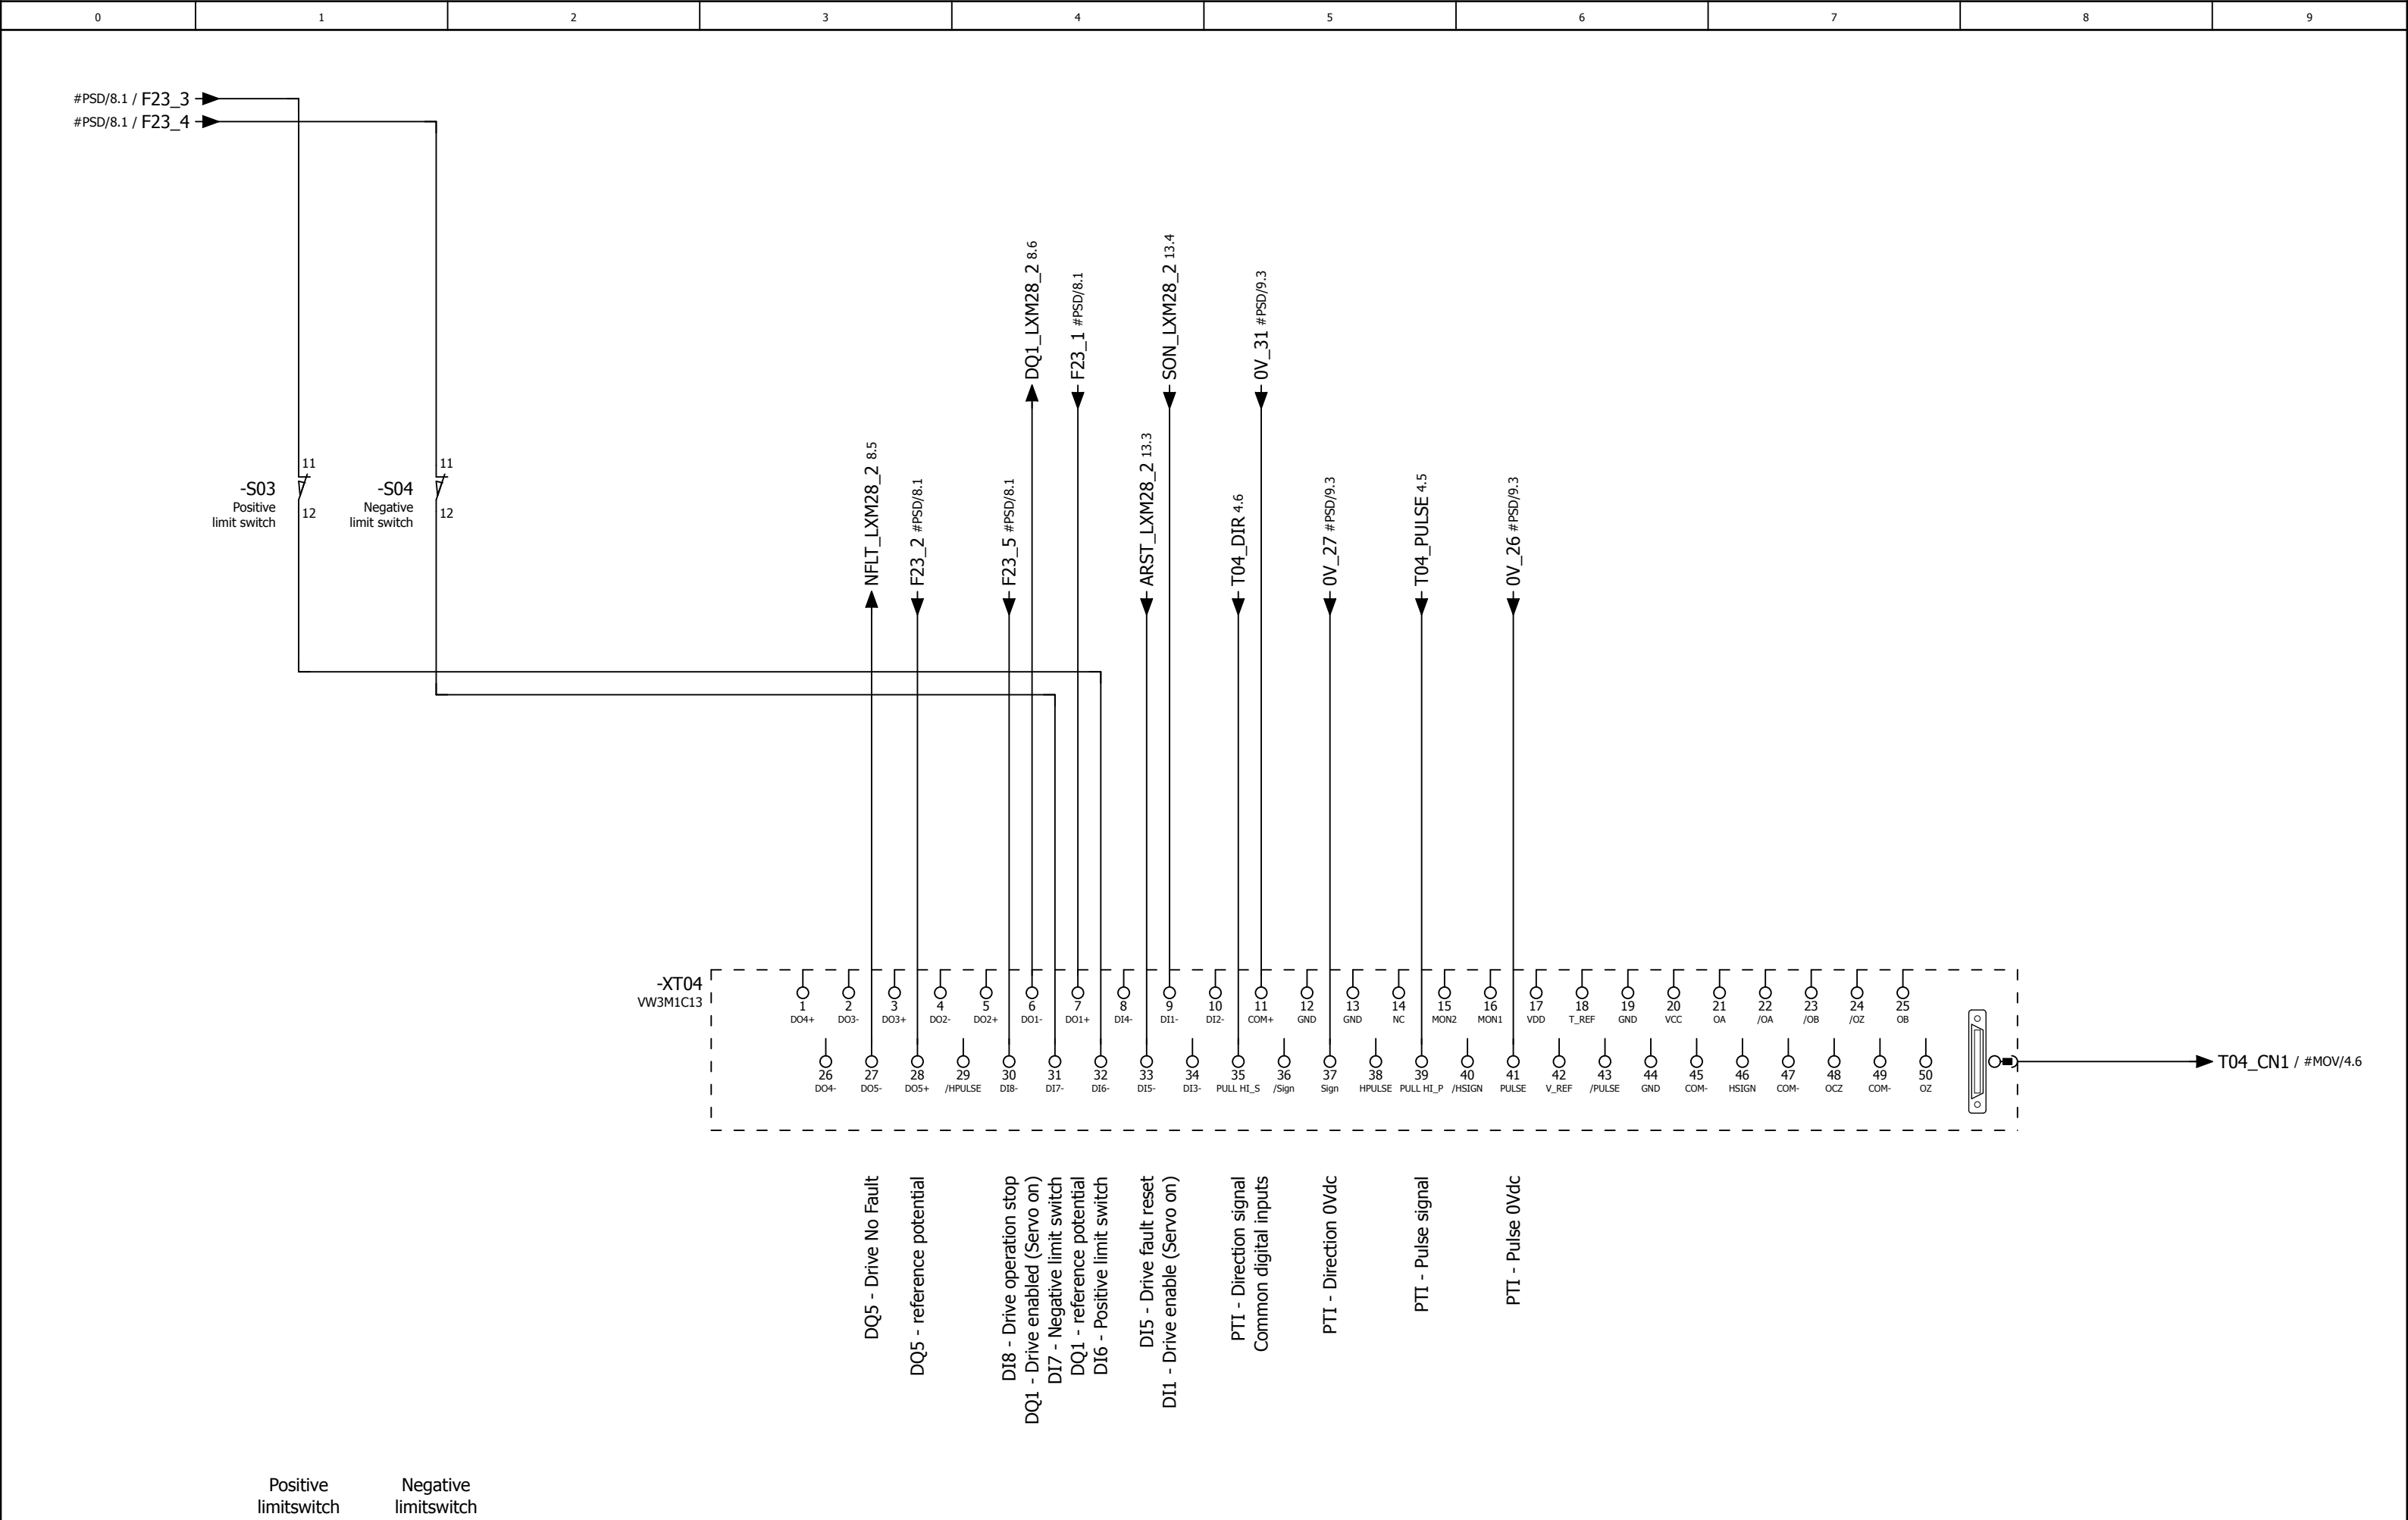 0 1 2 3 4 5 6 7 8 9
#PSD/8.1 / F23_3
#PSD/8.1 / F23_4
DQ1_LXM28_2 8.6
F23_1 #PSD/8.1
SON_LXM28_2 13.4
0V_31 #PSD/9.3
NFLT_LXM28_2 8.5
F23_2 #PSD/8.1
F23_5 #PSD/8.1
ARST_LXM28_2 13.3
T04_DIR 4.6
0V_27 #PSD/9.3
T04_PULSE 4.5
0V_26 #PSD/9.3
11
-S03
Positive
limit switch
12
11
-S04
Negative
limit switch
12
-XT04
VW3M1C13
1 2 3 4 5 6 7 8 9 10 11 12 13 14 15 16 17 18 19 20 21 22 23 24 25
DO4+ DO3- DO3+ DO2- DO2+ DO1- DO1+ DI4- DI1- DI2- COM+ GND GND NC MON2 MON1 VDD T_REF GND VCC OA /OA /OB /OZ OB
26 27 28 29 30 31 32 33 34 35 36 37 38 39 40 41 42 43 44 45 46 47 48 49 50
DO4- DO5- DO5+ /HPULSE DI8- DI7- DI6- DI5- DI3- PULL HI_S /Sign Sign HPULSE PULL HI_P /HSIGN PULSE V_REF /PULSE GND COM- HSIGN COM- OCZ COM- OZ
T04_CN1 / #MOV/4.6
DQ5 - Drive No Fault
DQ5 - reference potential
DI8 - Drive operation stop
DQ1 - Drive enabled (Servo on)
DI7 - Negative limit switch
DQ1 - reference potential
DI6 - Positive limit switch
DI5 - Drive fault reset
DI1 - Drive enable (Servo on)
PTI - Direction signal
Common digital inputs
PTI - Direction 0Vdc
PTI - Pulse signal
PTI - Pulse 0Vdc
Positive
limitswitch
Negative
limitswitch